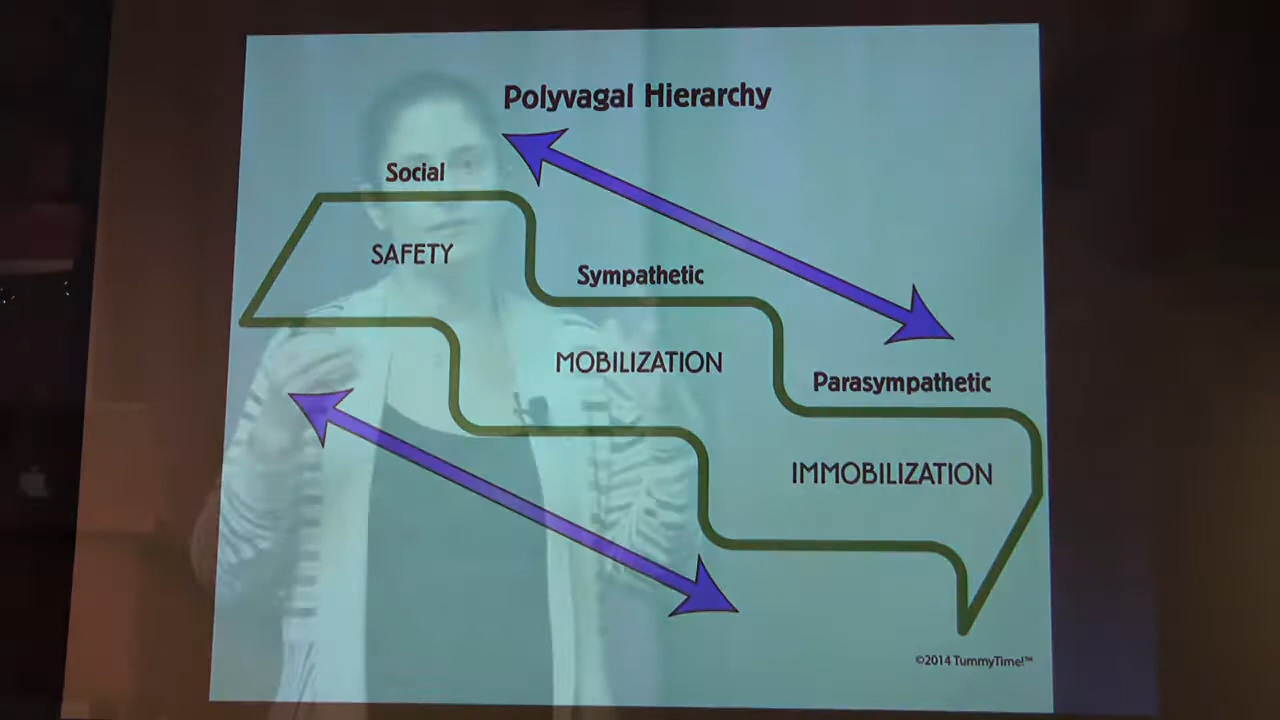 Polyvagal Hierarchy
Social
SAFETY
Sympathetic
MOBILIZATION
Parasympathetic
IMMOBILIZATION
©2014 TummyTime!™